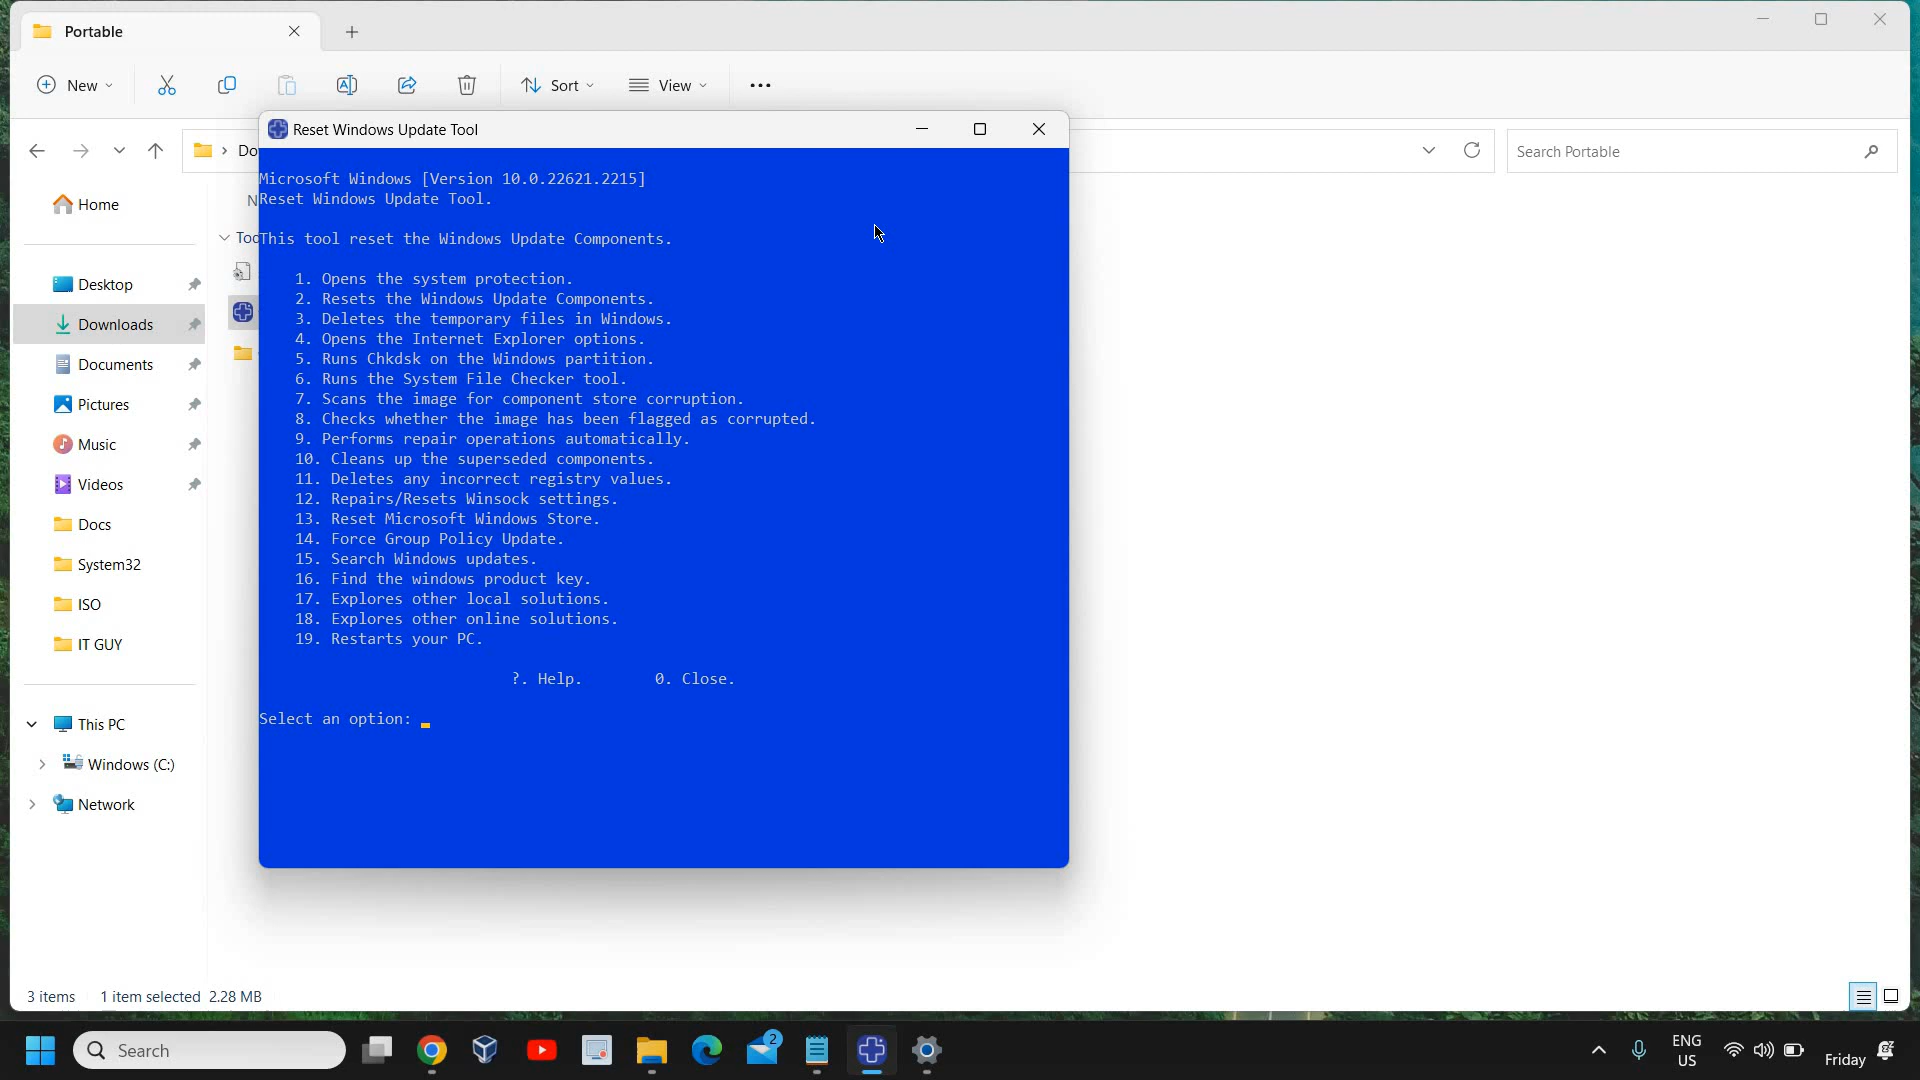 Portable
New
Sort
View
Do
Search Portable
Reset Windows Update Tool
Microsoft Windows [Version 10.0.22621.2215]
Reset Windows Update Tool.
This tool reset the Windows Update Components.
1. Opens the system protection.
2. Resets the Windows Update Components.
3. Deletes the temporary files in Windows.
4. Opens the Internet Explorer options.
5. Runs Chkdsk on the Windows partition.
6. Runs the System File Checker tool.
7. Scans the image for component store corruption.
8. Checks whether the image has been flagged as corrupted.
9. Performs repair operations automatically.
10. Cleans up the superseded components.
11. Deletes any incorrect registry values.
12. Repairs/Resets Winsock settings.
13. Reset Microsoft Windows Store.
14. Force Group Policy Update.
15. Search Windows updates.
16. Find the windows product key.
17. Explores other local solutions.
18. Explores other online solutions.
19. Restarts your PC.
?. Help. 0. Close.
Select an option:
Home
Desktop
Downloads
Documents
Pictures
Music
Videos
Docs
System32
ISO
IT GUY
This PC
Windows (C:)
Network
N
Too
3 items 1 item selected 2.28 MB
Search
2
ENG
US
Friday